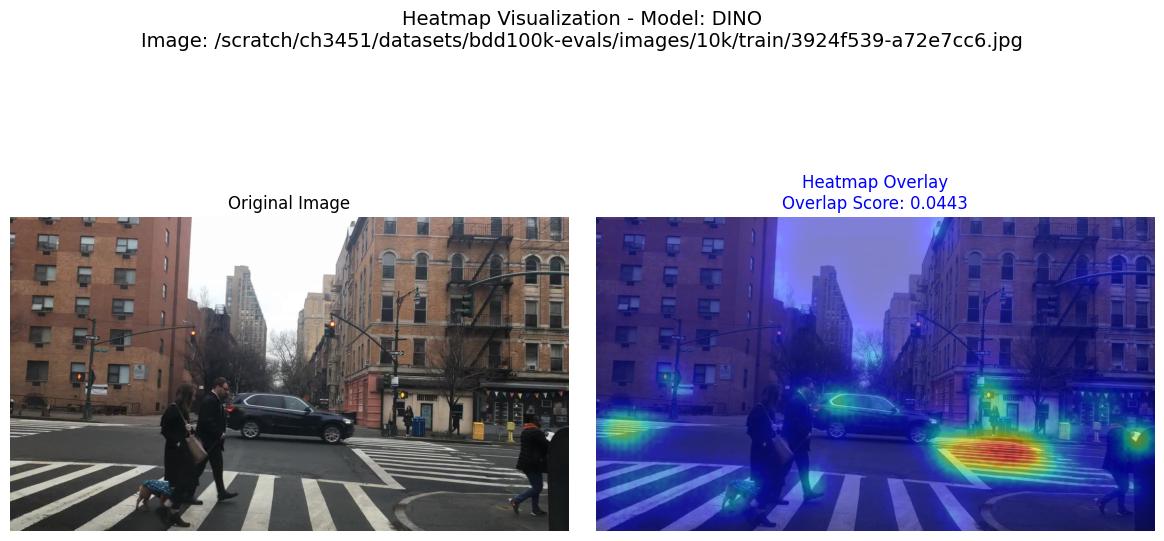 Heatmap Visualization - Model: DINO
Image: /scratch/ch3451/datasets/bdd100k-evals/images/10k/train/3924f539-a72e7cc6.jpg
Original Image
Heatmap Overlay
Overlap Score: 0.0443